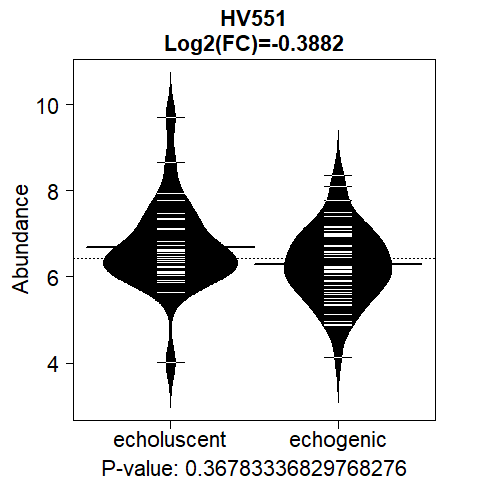 HV551
Log2(FC)=-0.3882
Abundance
10
8
6
4
echoluscent
echogenic
P-value: 0.36783336829768276